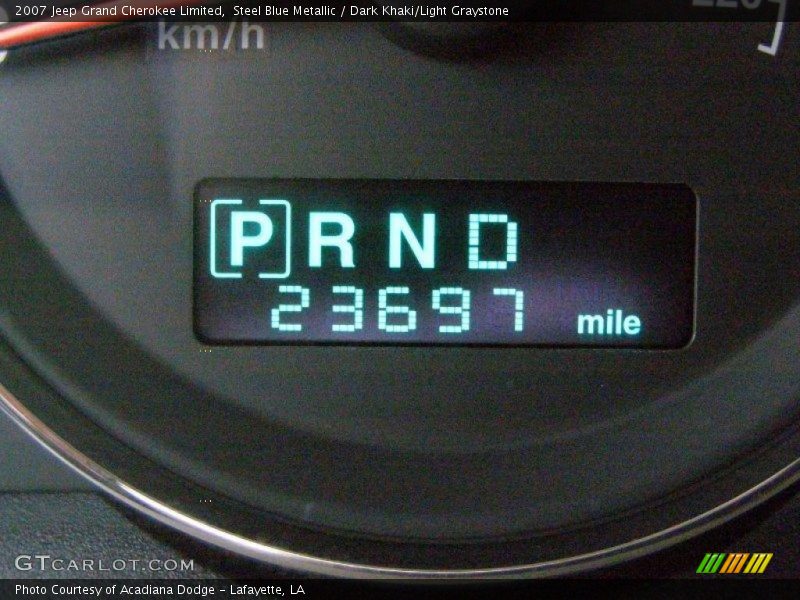 2007 Jeep Grand Cherokee Limited, Steel Blue Metallic / Dark Khaki/Light Graystone
220
km/h
[P] R N D
23697 mile
GTCARLOT.COM
Photo Courtesy of Acadiana Dodge - Lafayette, LA